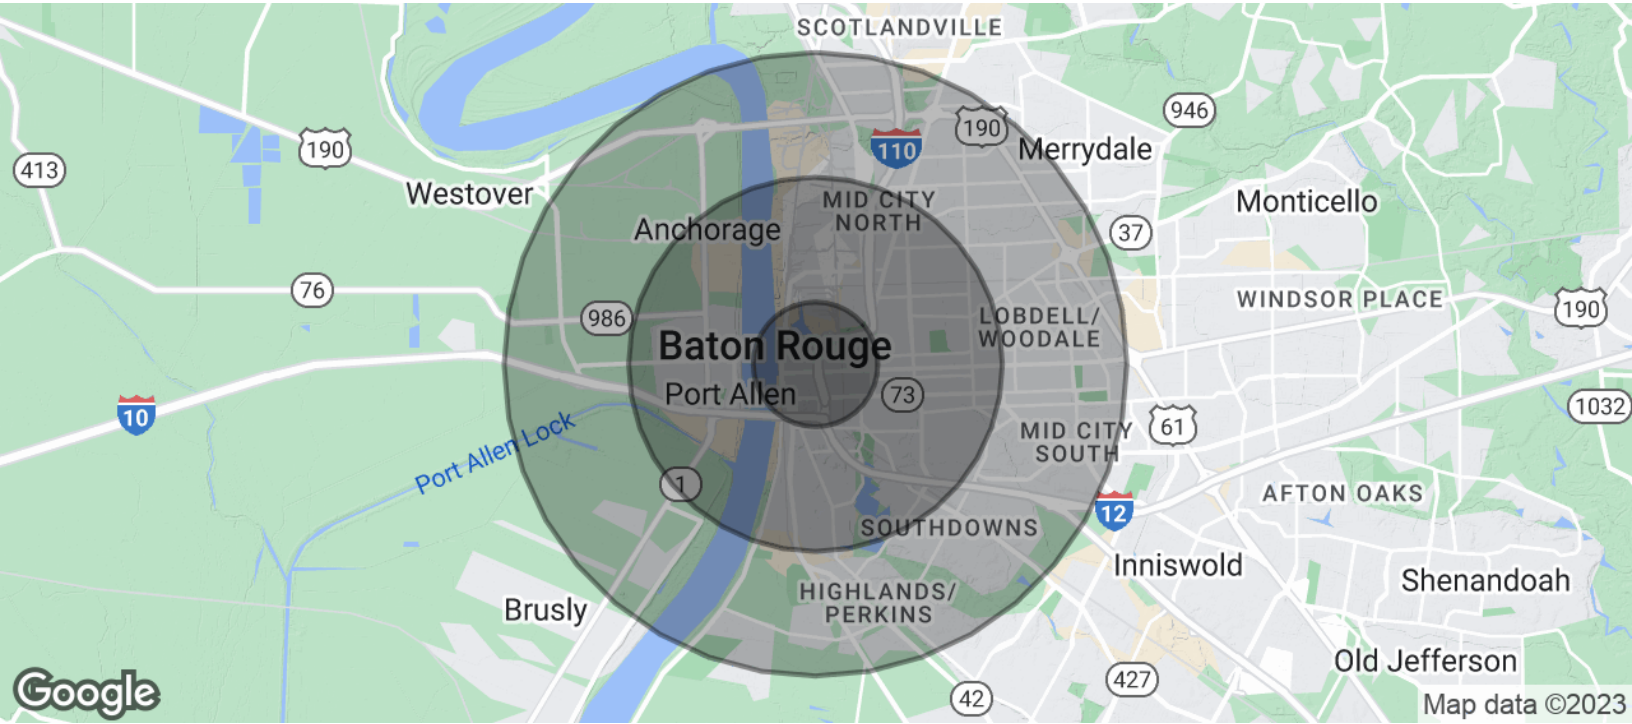 SCOTLANDVILLE
946
190
190
110
Merrydale
413
Westover
MID CITY
NORTH
Monticello
Anchorage
37
76
986
WINDSOR PLACE
190
LOBDELL/
WOODALE
Baton Rouge
Port Allen
73
10
1032
61
MID CITY
SOUTH
Port Allen Lock
1
AFTON OAKS
12
SOUTHDOWNS
Inniswold
Shenandoah
HIGHLANDS/
PERKINS
Brusly
Old Jefferson
427
42
Google
Map data ©2023